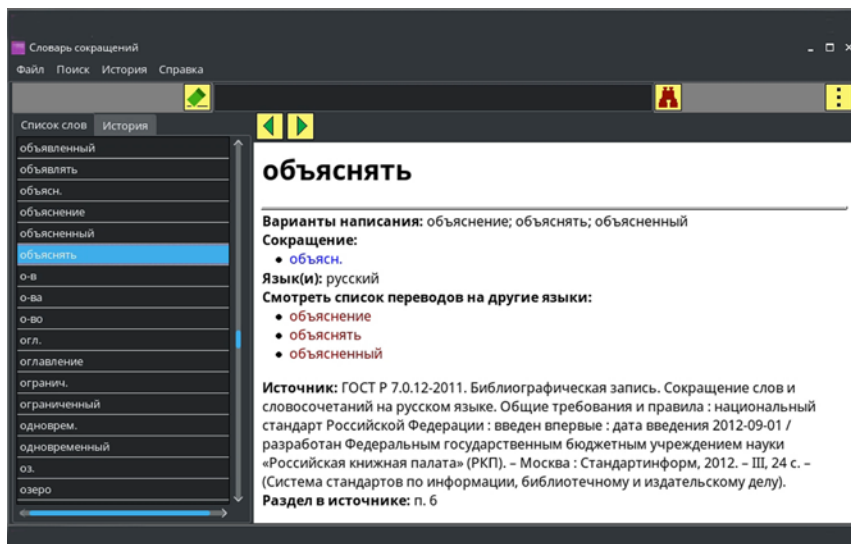 Словарь сокращений
Файл Поиск История Справка
Список слов История
объявленный
объявлять
объясн.
объяснение
объясненный
объяснять
о-в
о-ва
о-во
огл.
оглавление
огранич.
ограниченный
одноврем.
одновременный
оз.
озеро
объяснять
Варианты написания: объяснение; объяснять; объясненный
Сокращение:
• объясн.
Язык(и): русский
Смотреть список переводов на другие языки:
• объяснение
• объяснять
• объясненный
Источник: ГОСТ Р 7.0.12-2011. Библиографическая запись. Сокращение слов и
словосочетаний на русском языке. Общие требования и правила : национальный
стандарт Российской Федерации : введен впервые : дата введения 2012-09-01 /
разработан Федеральным государственным бюджетным учреждением науки
«Российская книжная палата» (РКП). – Москва : Стандартинформ, 2012. – III, 24 с. –
(Система стандартов по информации, библиотечному и издательскому делу).
Раздел в источнике: п. 6